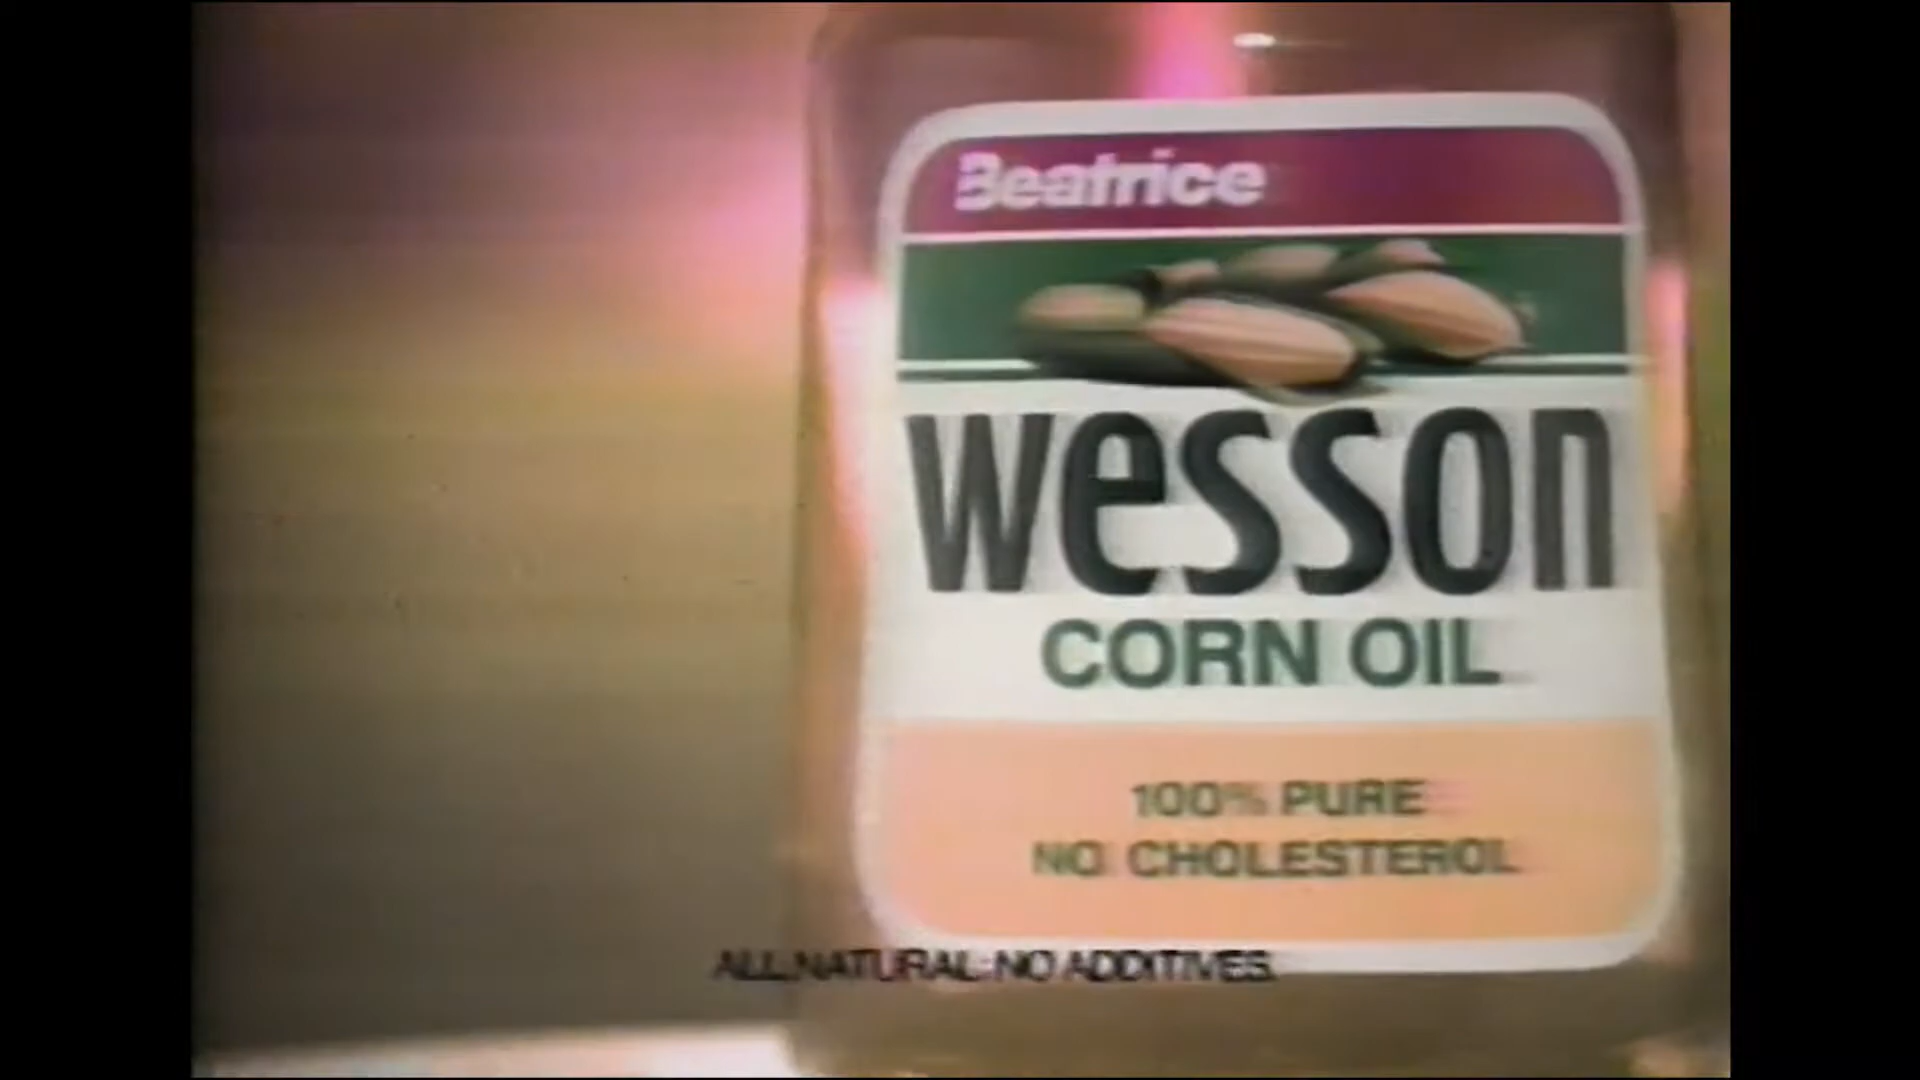 Beatrice
wesson
CORN OIL
100% PURE
NO CHOLESTEROL
ALL NATURAL: NO ADDITIVES.